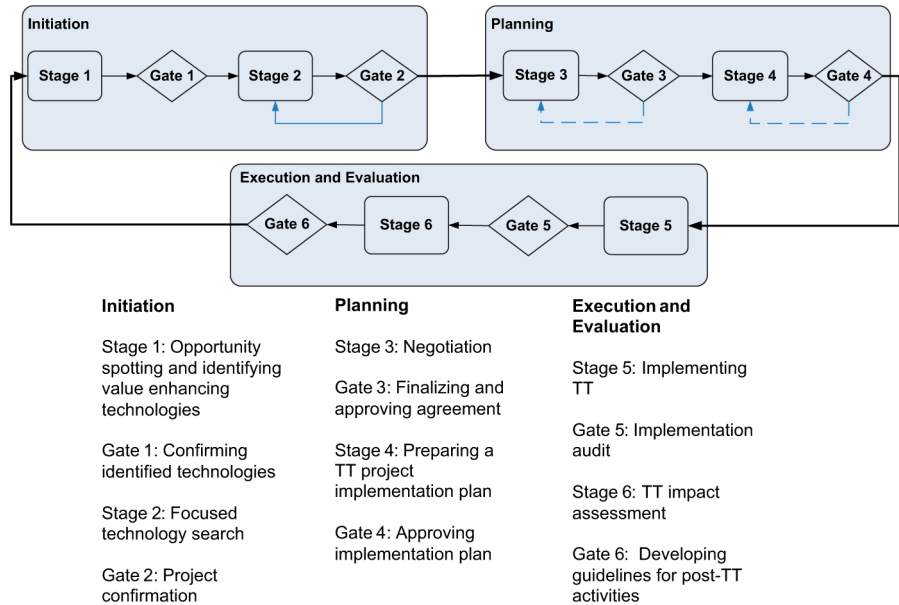 Initiation
Stage 1
Gate 1
Stage 2
Gate 2
Planning
Stage 3
Gate 3
Stage 4
Gate 4
Execution and Evaluation
Gate 6
Stage 6
Gate 5
Stage 5
Initiation
Stage 1: Opportunity
spotting and identifying
value enhancing
technologies
Gate 1: Confirming
identified technologies
Stage 2: Focused
technology search
Gate 2: Project
confirmation
Planning
Stage 3: Negotiation
Gate 3: Finalizing and
approving agreement
Stage 4: Preparing a
TT project
implementation plan
Gate 4: Approving
implementation plan
Execution and
Evaluation
Stage 5: Implementing
TT
Gate 5: Implementation
audit
Stage 6: TT impact
assessment
Gate 6: Developing
guidelines for post-TT
activities